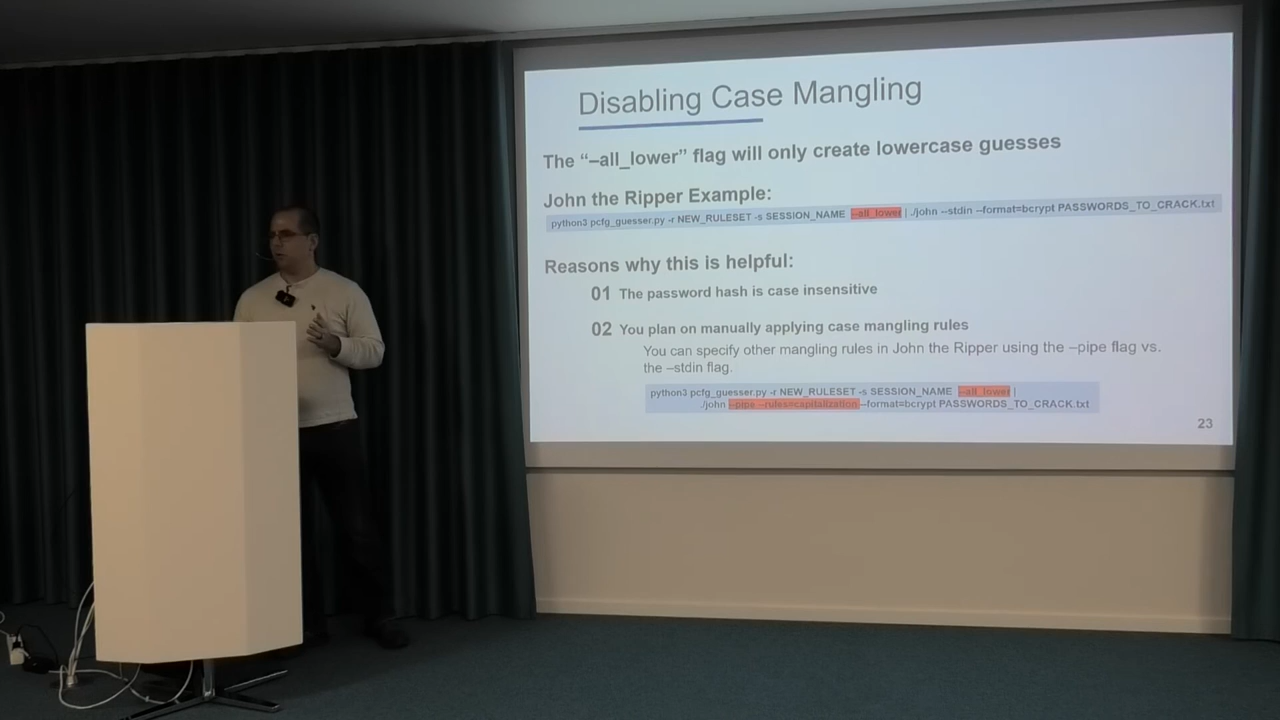 Disabling Case Mangling
The “–all_lower” flag will only create lowercase guesses
John the Ripper Example:
python3 pcfg_guesser.py -r NEW_RULESET -s SESSION_NAME --all_lower | ./john --stdin --format=bcrypt PASSWORDS_TO_CRACK.txt
Reasons why this is helpful:
01 The password hash is case insensitive
02 You plan on manually applying case mangling rules
You can specify other mangling rules in John the Ripper using the –pipe flag vs.
the –stdin flag.
python3 pcfg_guesser.py -r NEW_RULESET -s SESSION_NAME --all_lower |
./john --pipe --rules=capitalization --format=bcrypt PASSWORDS_TO_CRACK.txt
23